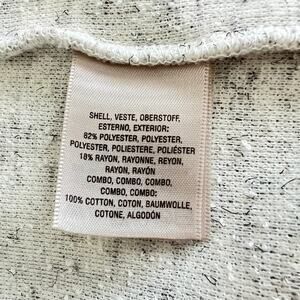 SHELL, VESTE, OBERSTOFF,
ESTERNO, EXTERIOR:
82% POLYESTER, POLYESTER,
POLYESTER, POLIESTERE, POLIÉSTER
18% RAYON, RAYONNE, REYON,
RAYON, RAYÓN
COMBO, COMBO, COMBO,
COMBO, COMBO:
100% COTTON, COTON, BAUMWOLLE,
COTONE, ALGODÓN